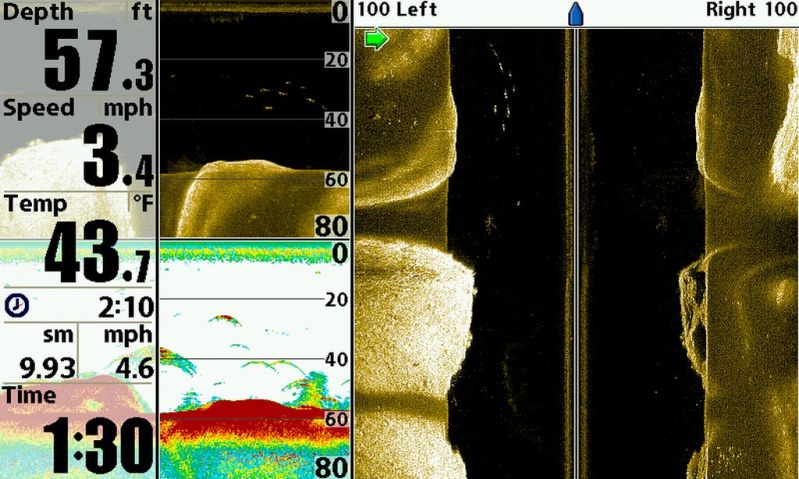 Depth ft
57.3
Speed mph
3.4
Temp °F
43.7
2:10
sm mph
9.93 4.6
Time
1:30
0
20
40
60
80
0
20
40
60
80
100 Left Right 100